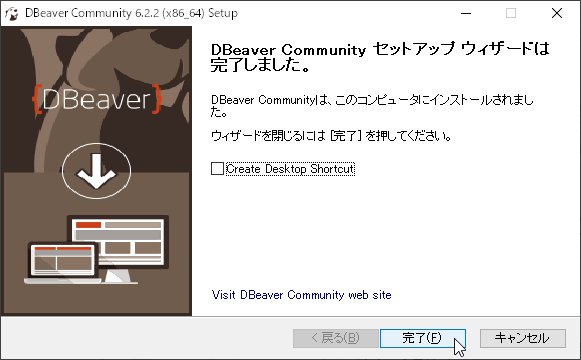 DBeaver Community 6.2.2 (x86_64) Setup
{DBeaver}
DBeaver Community セットアップ ウィザードは
完了しました。
DBeaver Communityは、このコンピュータにインストールされまし
た。
ウィザードを閉じるには [完了] を押してください。
Create Desktop Shortcut
Visit DBeaver Community web site
< 戻る(B)
完了(F)
キャンセル